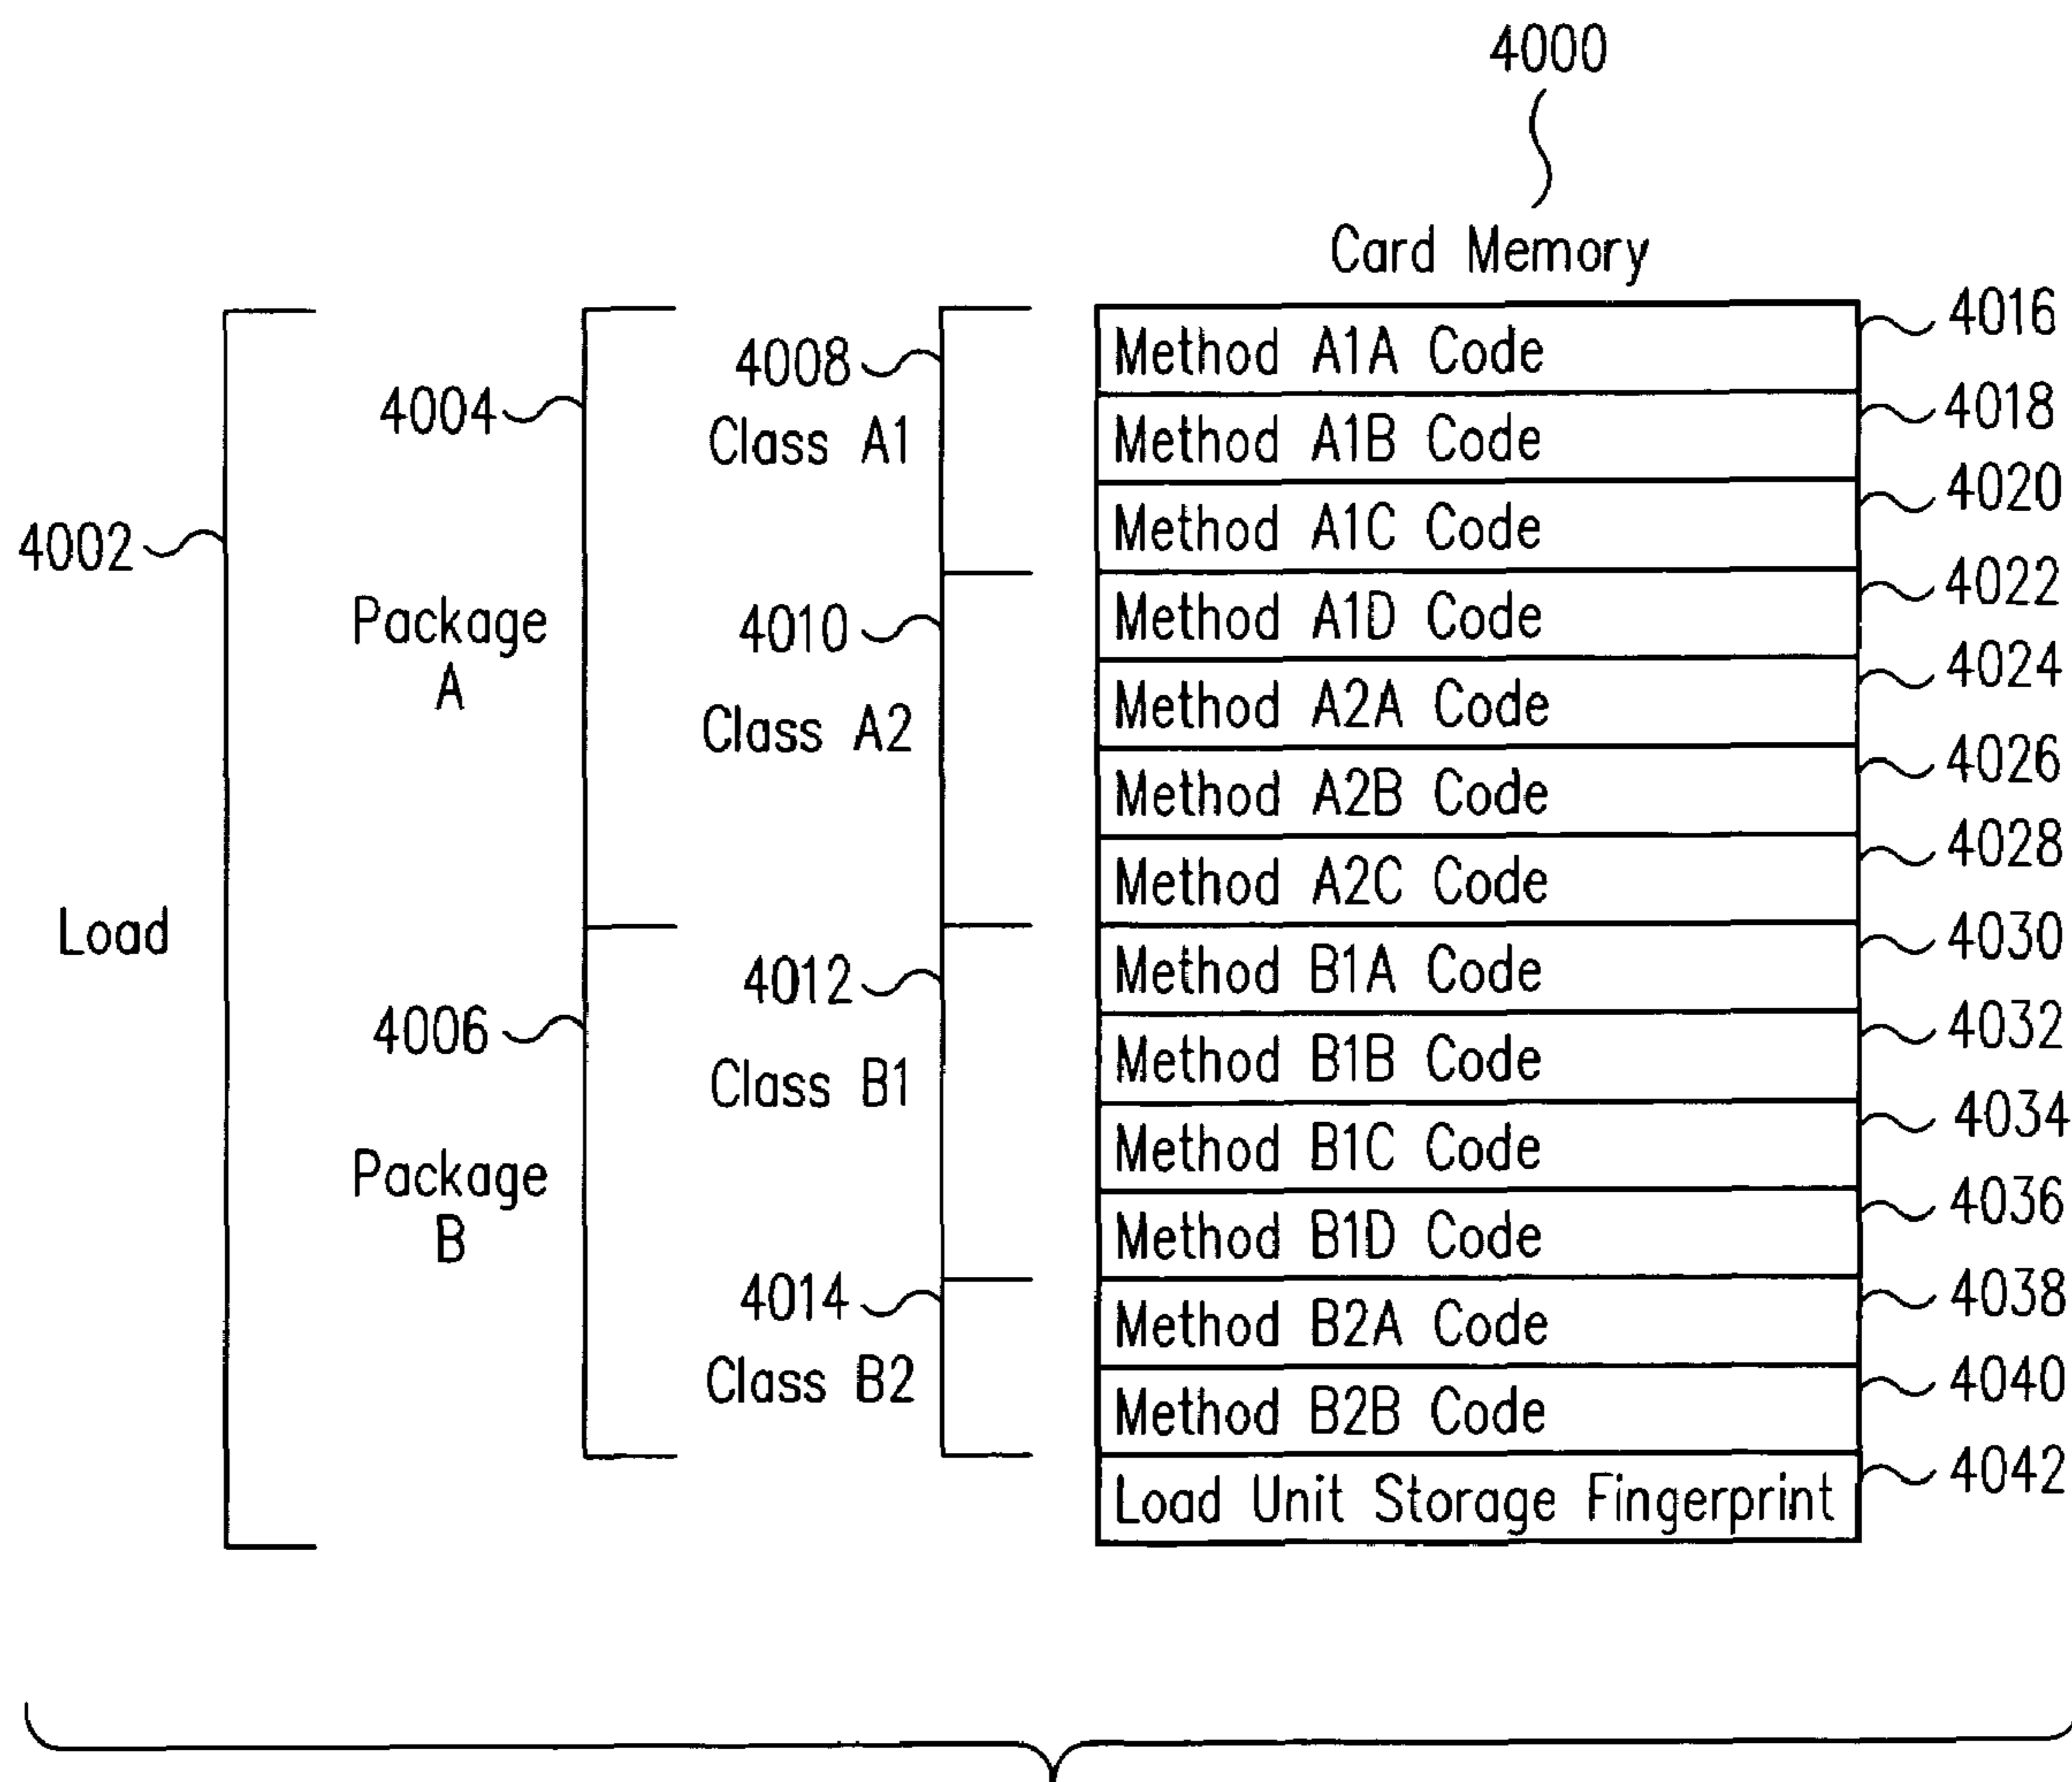 4000
Card Memory
4002
Load
4004
Package
A
4006
Package
B
4008
Class A1
4010
Class A2
4012
Class B1
4014
Class B2
Method A1A Code 4016
Method A1B Code 4018
Method A1C Code 4020
Method A1D Code 4022
Method A2A Code 4024
Method A2B Code 4026
Method A2C Code 4028
Method B1A Code 4030
Method B1B Code 4032
Method B1C Code 4034
Method B1D Code 4036
Method B2A Code 4038
Method B2B Code 4040
Load Unit Storage Fingerprint 4042